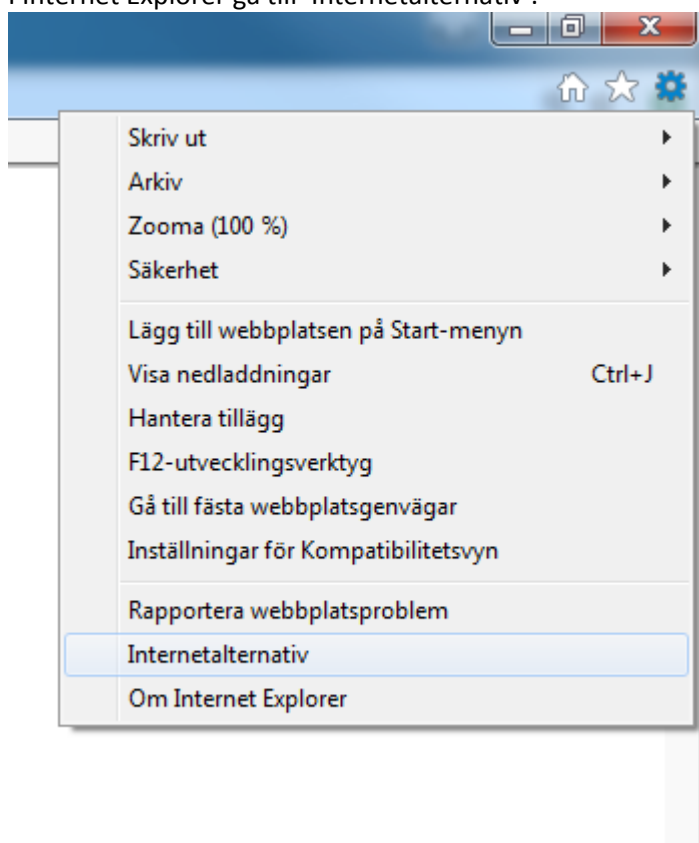 I Internet Explorer gå till "Internetalternativ".
Skriv ut
Arkiv
Zooma (100 %)
Säkerhet
Lägg till webbplatsen på Start-menyn
Visa nedladdningar Ctrl+J
Hantera tillägg
F12-utvecklingsverktyg
Gå till fästa webbplatsgenvägar
Inställningar för Kompatibilitetsvyn
Rapportera webbplatsproblem
Internetalternativ
Om Internet Explorer